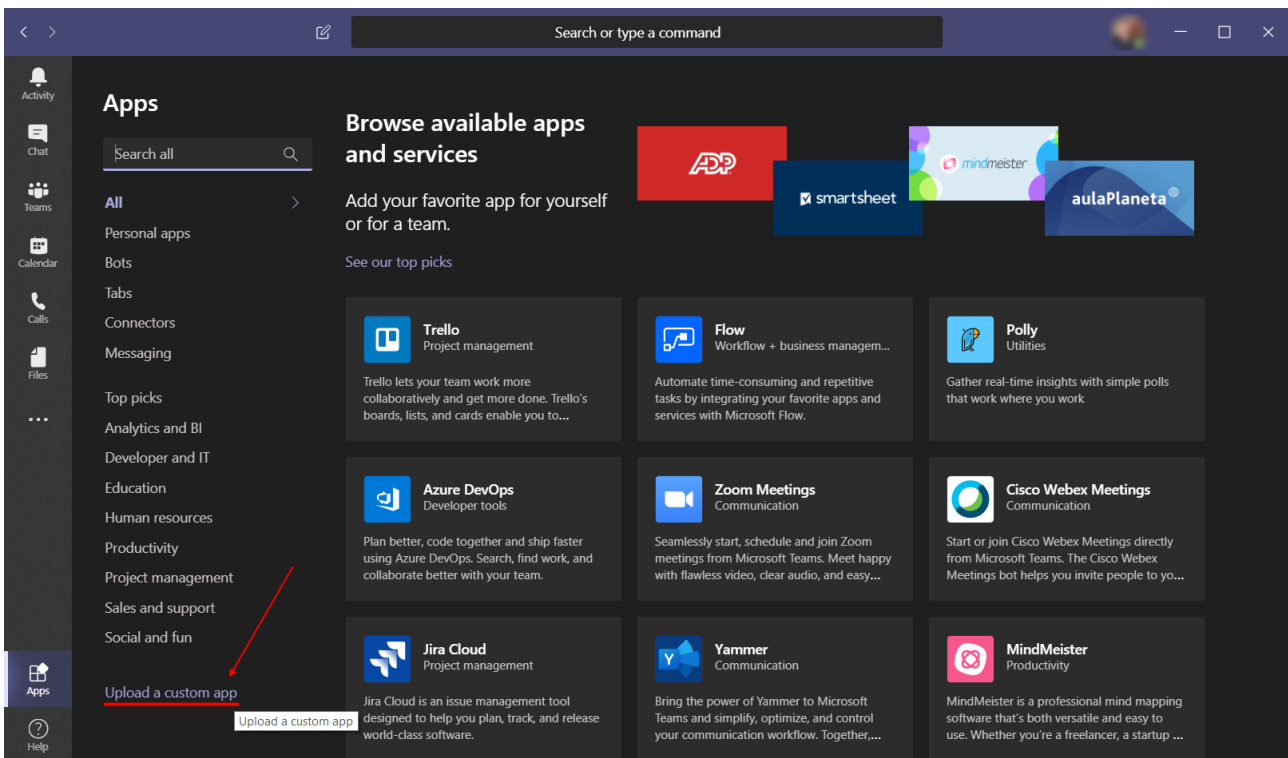 Search or type a command
Activity
Chat
Teams
Calendar
Calls
Files
Apps
Help
Apps
Search all
All
Personal apps
Bots
Tabs
Connectors
Messaging
Top picks
Analytics and BI
Developer and IT
Education
Human resources
Productivity
Project management
Sales and support
Social and fun
Upload a custom app
Upload a custom app
Browse available apps
and services
Add your favorite app for yourself
or for a team.
See our top picks
ADP
smartsheet
mindmeister
aulaPlaneta
Trello
Project management
Trello lets your team work more
collaboratively and get more done. Trello's
boards, lists, and cards enable you to...
Flow
Workflow + business managem...
Automate time-consuming and repetitive
tasks by integrating your favorite apps and
services with Microsoft Flow.
Polly
Utilities
Gather real-time insights with simple polls
that work where you work
Azure DevOps
Developer tools
Plan better, code together and ship faster
using Azure DevOps. Search, find work, and
collaborate better with your team.
Zoom Meetings
Communication
Seamlessly start, schedule and join Zoom
meetings from Microsoft Teams. Meet happy
with flawless video, clear audio, and easy...
Cisco Webex Meetings
Communication
Start or join Cisco Webex Meetings directly
from Microsoft Teams. The Cisco Webex
Meetings bot helps you invite people to yo...
Jira Cloud
Project management
Jira Cloud is an issue management tool
designed to help you plan, track, and release
world-class software.
Yammer
Communication
Bring the power of Yammer to Microsoft
Teams and simplify, optimize, and control
your communication workflow. Together,...
MindMeister
Productivity
MindMeister is a professional mind mapping
software that's both versatile and easy to
use. Whether you're a freelancer, a startup ...